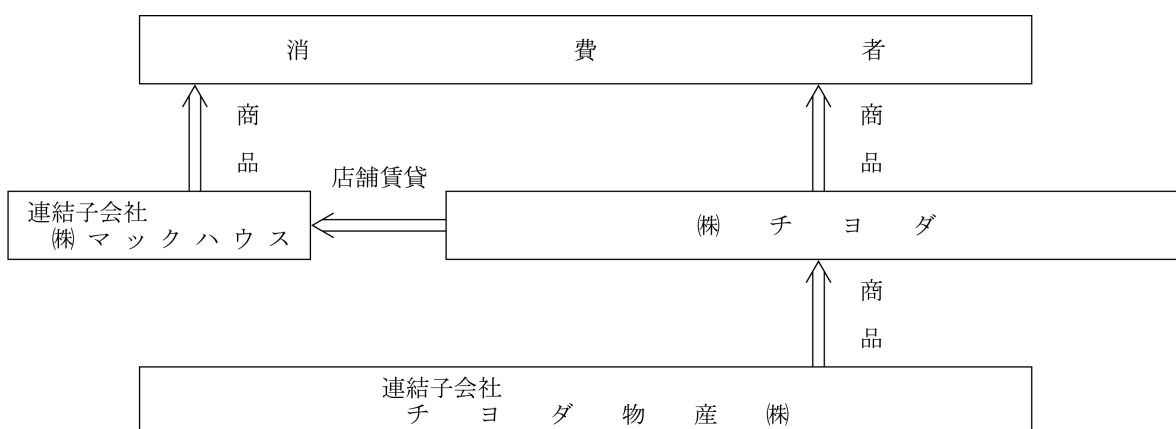 消費者
商品
商品
店舗賃貸
連結子会社
㈱マックハウス
㈱チヨダ
商品
連結子会社
チヨダ物産㈱